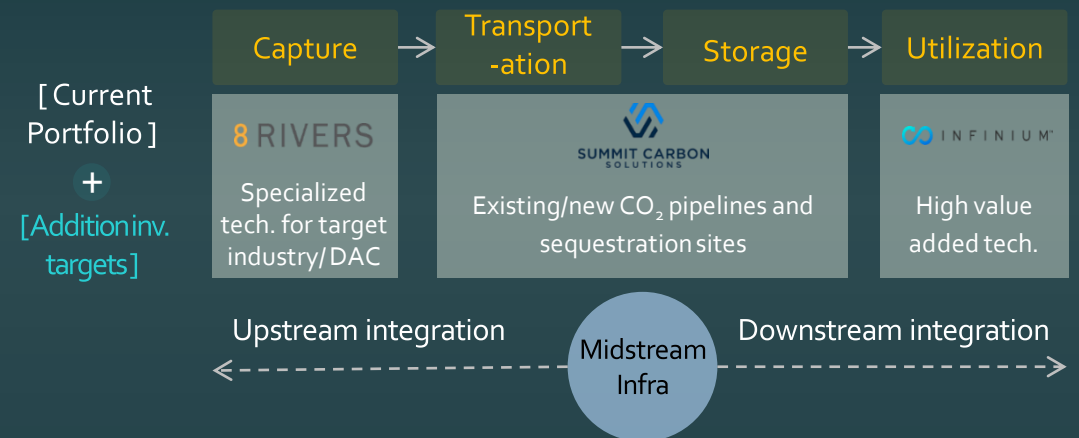 Capture
Transport
-ation
Storage
Utilization
[ Current
Portfolio ]
+
[Addition inv.
targets]
8 RIVERS
Specialized
tech. for target
industry/ DAC
SUMMIT CARBON
SOLUTIONS
Existing/new CO₂ pipelines and
sequestration sites
INFINIUM™
High value
added tech.
Upstream integration
Midstream
Infra
Downstream integration